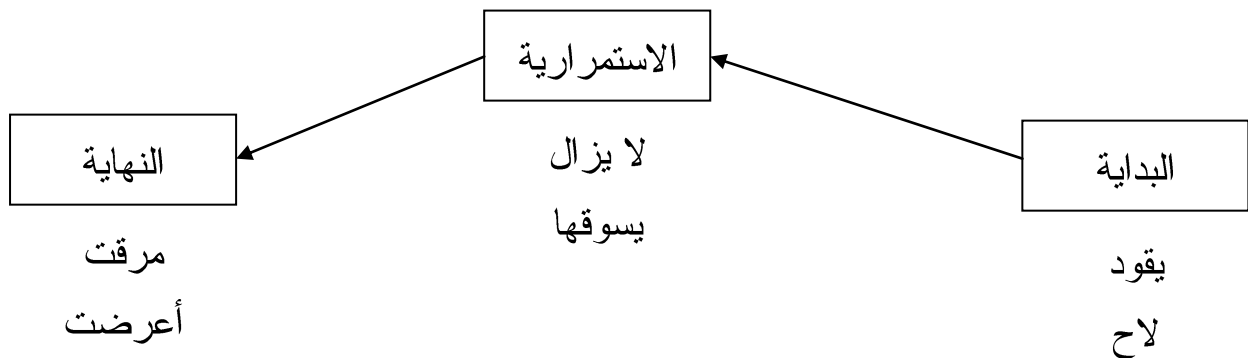 البداية
يقود
لاح
الاستمرارية
لا يزال
يسوقها
النهاية
مرقت
أعرضت